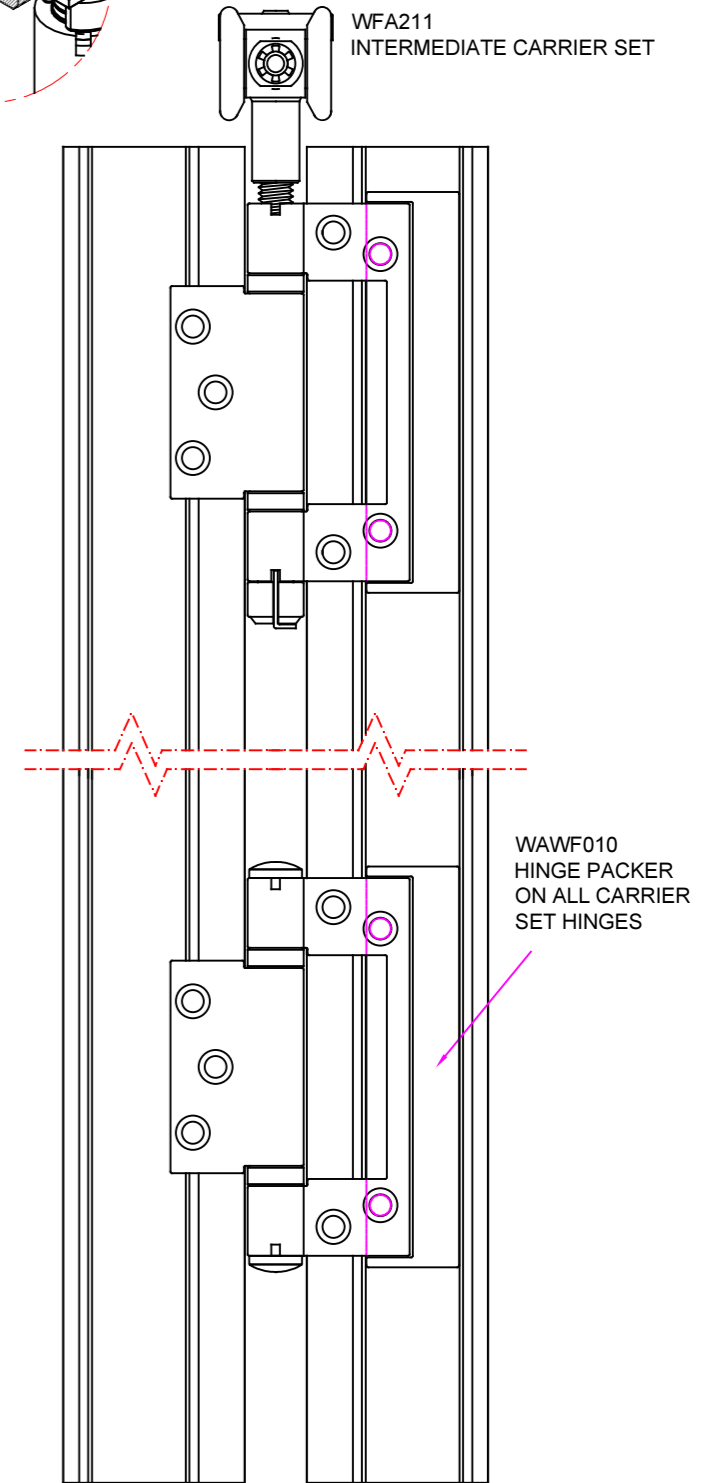 WFA211
INTERMEDIATE CARRIER SET
WAWF010
HINGE PACKER
ON ALL CARRIER
SET HINGES